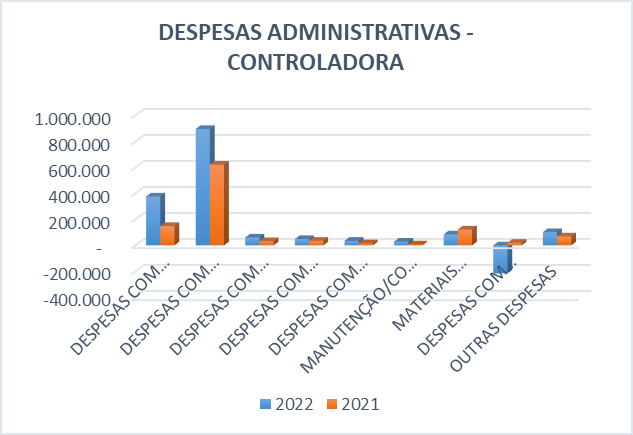 DESPESAS ADMINISTRATIVAS -
CONTROLADORA
1.000.000
800.000
600.000
400.000
200.000
-
-200.000
-400.000
DESPESAS COM...
DESPESAS COM...
DESPESAS COM...
DESPESAS COM...
DESPESAS COM...
MANUTENÇÃO/CO...
MATERIAIS...
DESPESAS COM...
OUTRAS DESPESAS
2022 2021